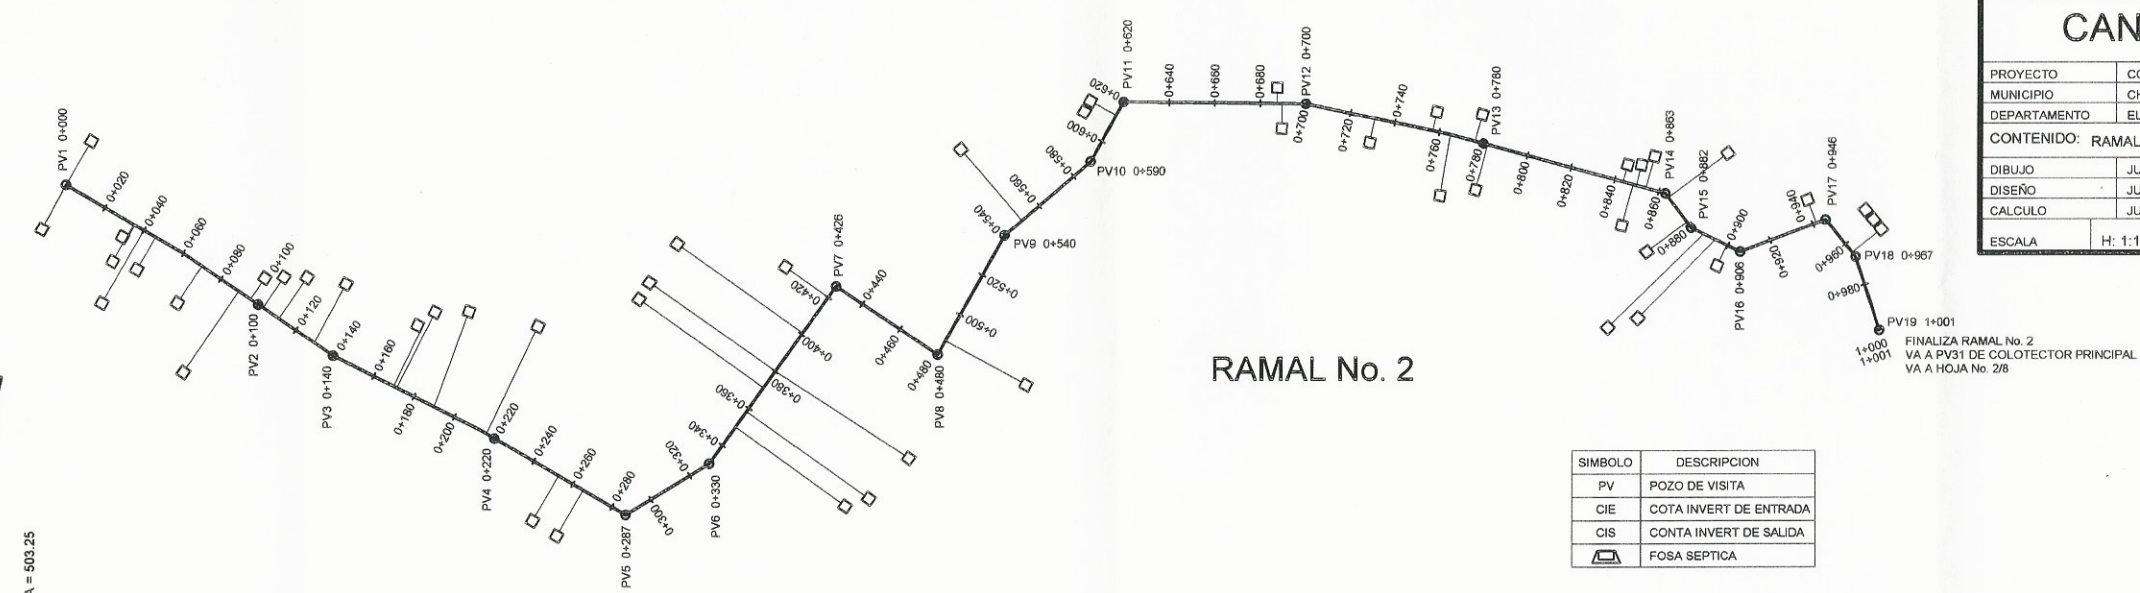 PV1 0+000
0+020
0+040
0+060
0+080
0+100
PV2 0+100
0+120
0+140
PV3 0+140
0+160
0+180
0+200
0+220
PV4 0+220
0+240
0+260
0+280
PV5 0+287
0+300
0+320
PV6 0+330
0+340
0+360
0+380
0+400
0+420
PV7 0+426
0+440
0+460
0+480
PV8 0+480
0+500
0+520
0+540
PV9 0+540
0+560
0+580
PV10 0+590
0+600
0+620
PV11 0+620
0+640
0+660
0+680
0+700
PV12 0+700
0+720
0+740
0+760
0+780
PV13 0+780
0+800
0+820
0+840
0+860
PV14 0+863
0+880
PV15 0+882
0+900
PV16 0+906
0+920
0+940
PV17 0+946
0+960
PV18 0+967
0+980
PV19 1+001
1+000
1+001
FINALIZA RAMAL No. 2
VA A PV31 DE COLOTECTOR PRINCIPAL
VA A HOJA No. 2/8
RAMAL No. 2
SIMBOLO DESCRIPCION
PV POZO DE VISITA
CIE COTA INVERT DE ENTRADA
CIS CONTA INVERT DE SALIDA
FOSA SEPTICA
CAN
PROYECTO CO
MUNICIPIO CH
DEPARTAMENTO EL
CONTENIDO: RAMAL
DIBUJO JU
DISEÑO JU
CALCULO JU
ESCALA H: 1:1
A = 503.25